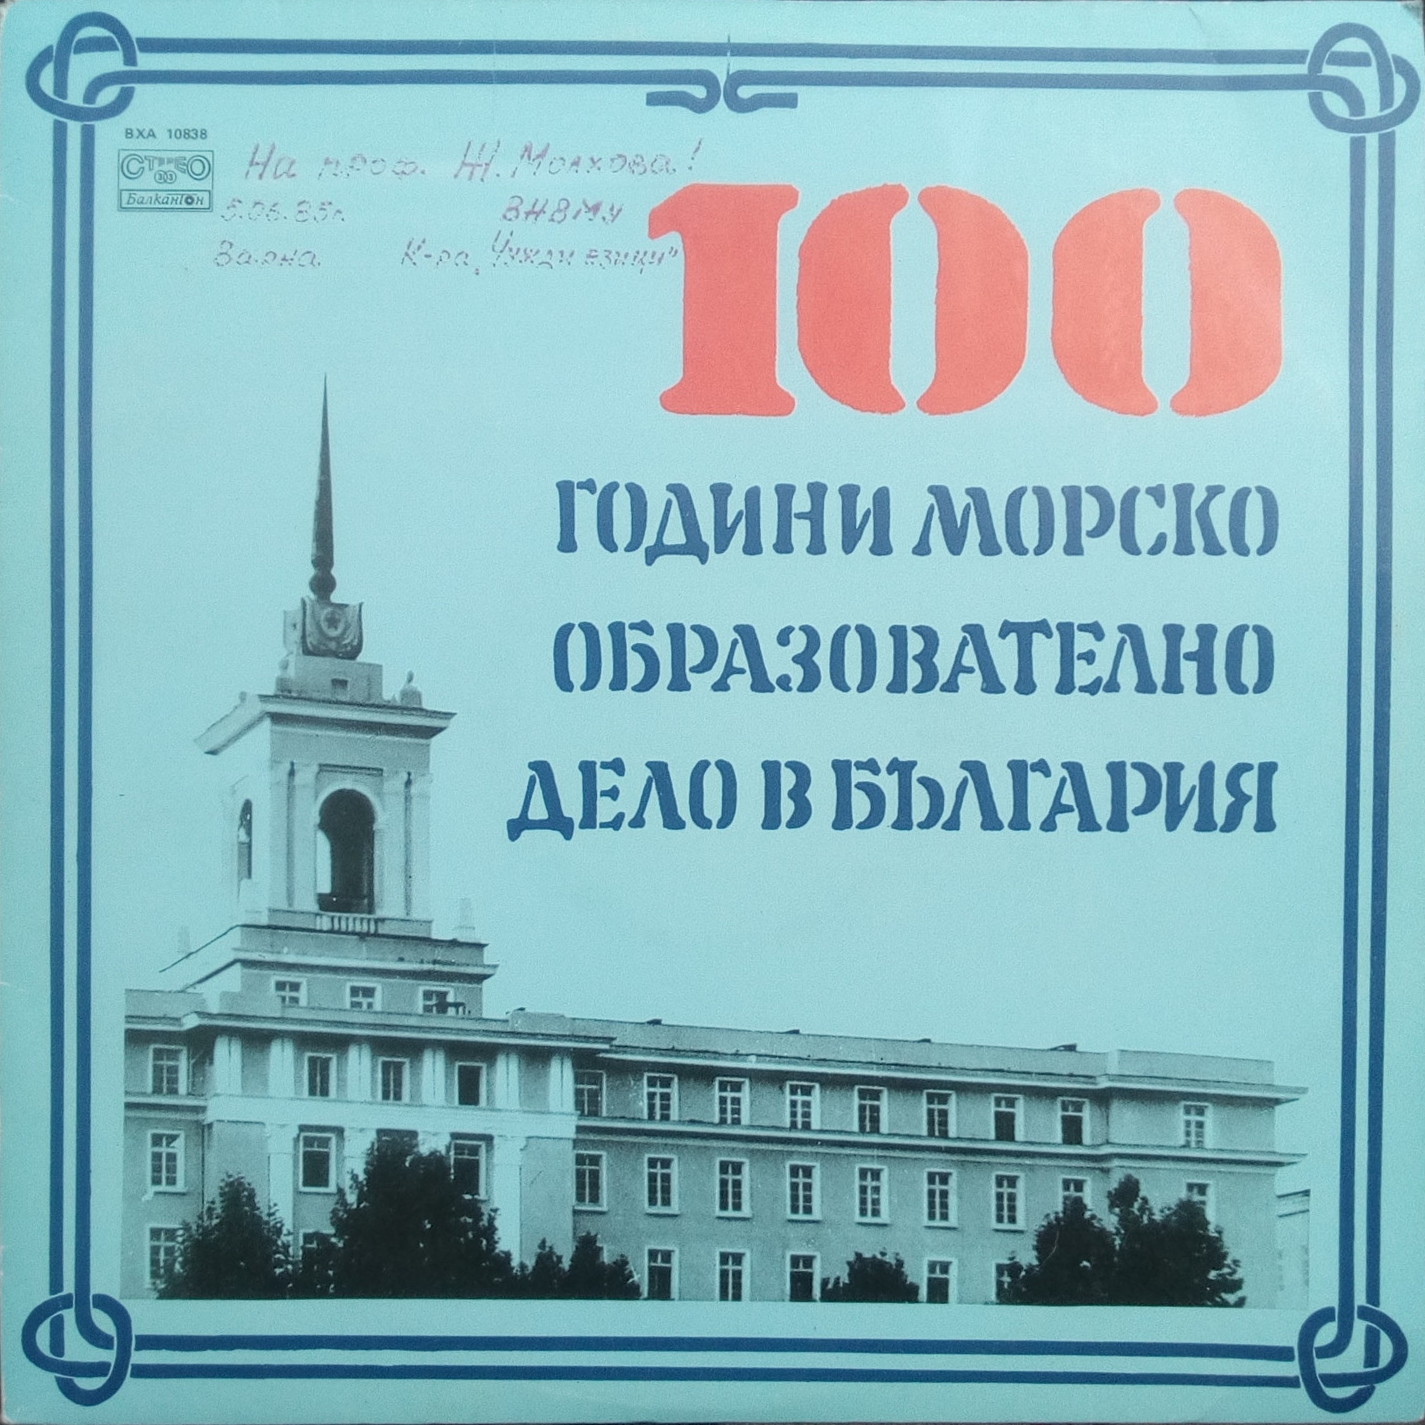 ВХА 10838
СТЕРЕО
33
Балкантон
На проф. Ж. Молхова!
5.06.85г. ВНВМУ
Варна К-ра „Чужди езици"
100
ГОДИНИ МОРСКО
ОБРАЗОВАТЕЛНО
ДЕЛО В БЪЛГАРИЯ